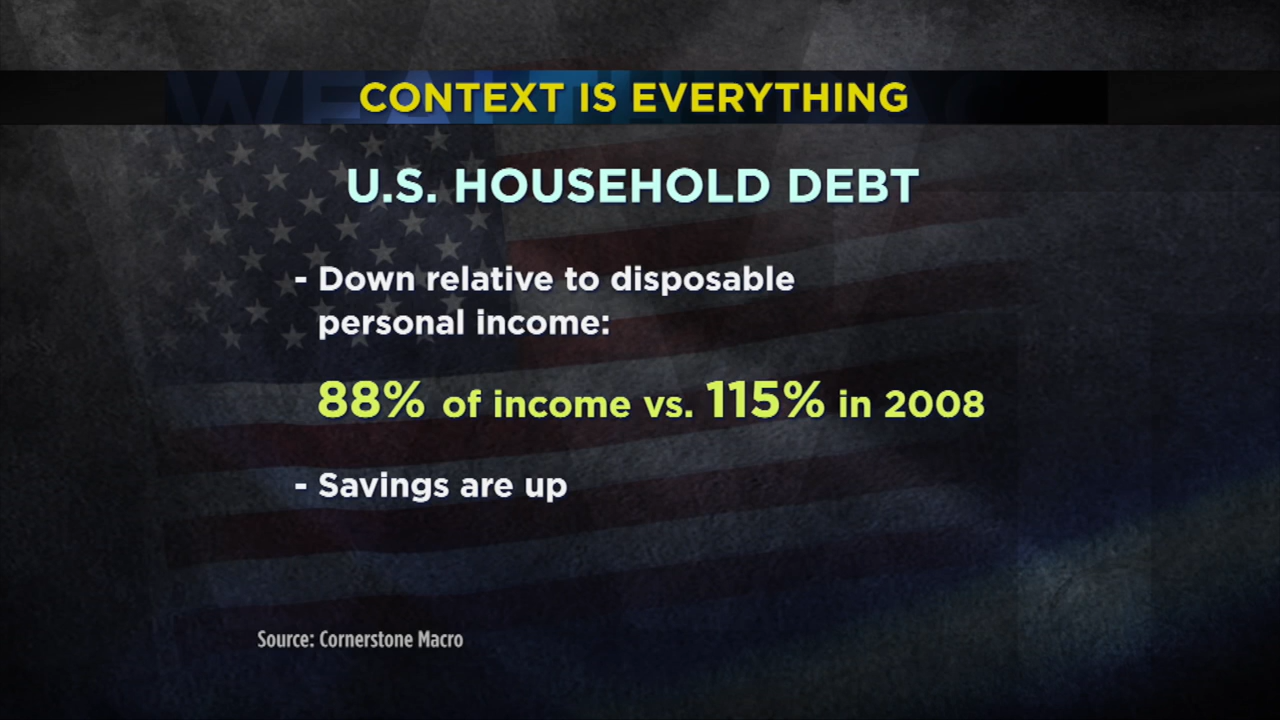 CONTEXT IS EVERYTHING
U.S. HOUSEHOLD DEBT
- Down relative to disposable
personal income:
88% of income vs. 115% in 2008
- Savings are up
Source: Cornerstone Macro